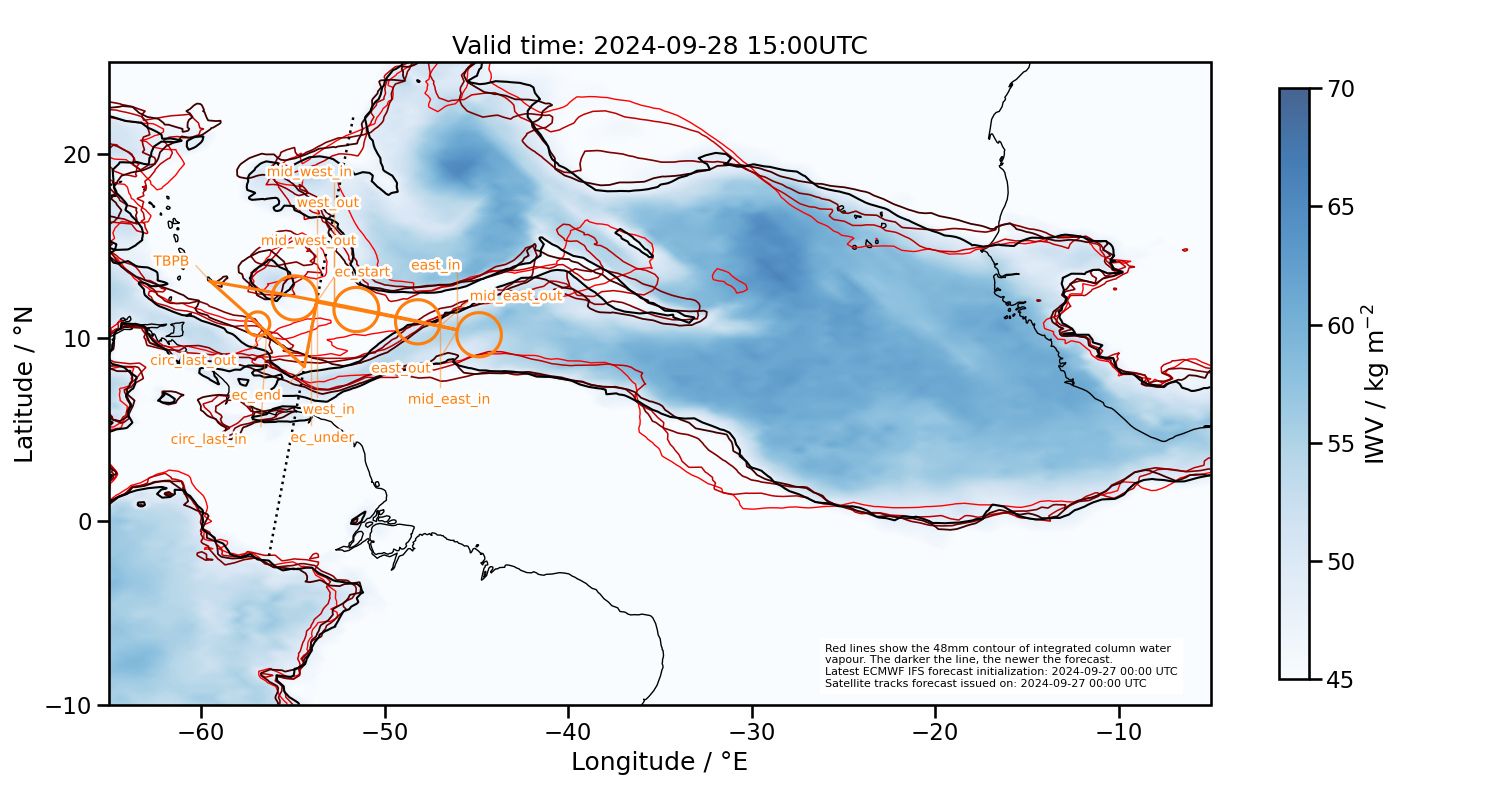 Valid time: 2024-09-28 15:00UTC
Latitude / °N
20
10
0
−10
−60
−50
−40
−30
−20
−10
Longitude / °E
mid_west_in
west_out
mid_west_out
TBPB
ec_start
east_in
mid_east_out
circ_last_out
east_out
ec_end
mid_east_in
west_in
circ_last_in
ec_under
Red lines show the 48mm contour of integrated column water
vapour. The darker the line, the newer the forecast.
Latest ECMWF IFS forecast initialization: 2024-09-27 00:00 UTC
Satellite tracks forecast issued on: 2024-09-27 00:00 UTC
70
65
60
55
50
45
IWV / kg m⁻²